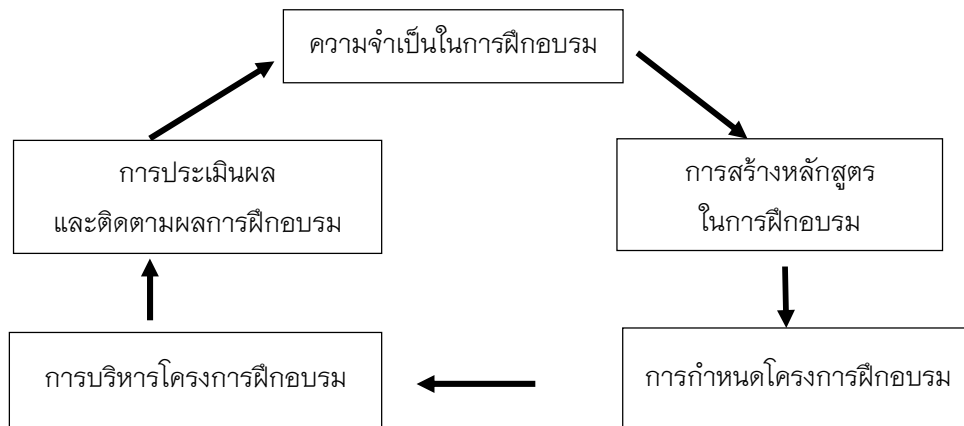 ความจำเป็นในการฝึกอบรม
การประเมินผล
และติดตามผลการฝึกอบรม
การสร้างหลักสูตร
ในการฝึกอบรม
การบริหารโครงการฝึกอบรม
การกำหนดโครงการฝึกอบรม